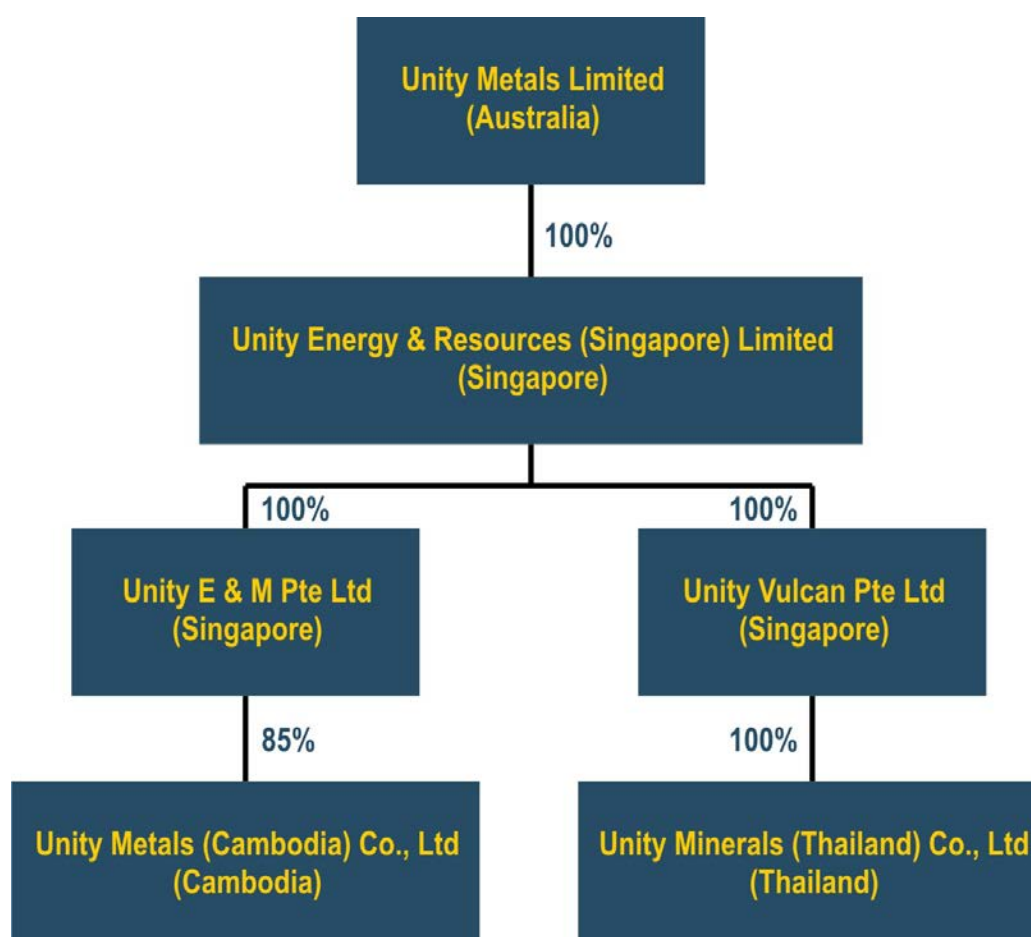 Unity Metals Limited
(Australia)
100%
Unity Energy & Resources (Singapore) Limited
(Singapore)
100%
100%
Unity E & M Pte Ltd
(Singapore)
Unity Vulcan Pte Ltd
(Singapore)
85%
100%
Unity Metals (Cambodia) Co., Ltd
(Cambodia)
Unity Minerals (Thailand) Co., Ltd
(Thailand)